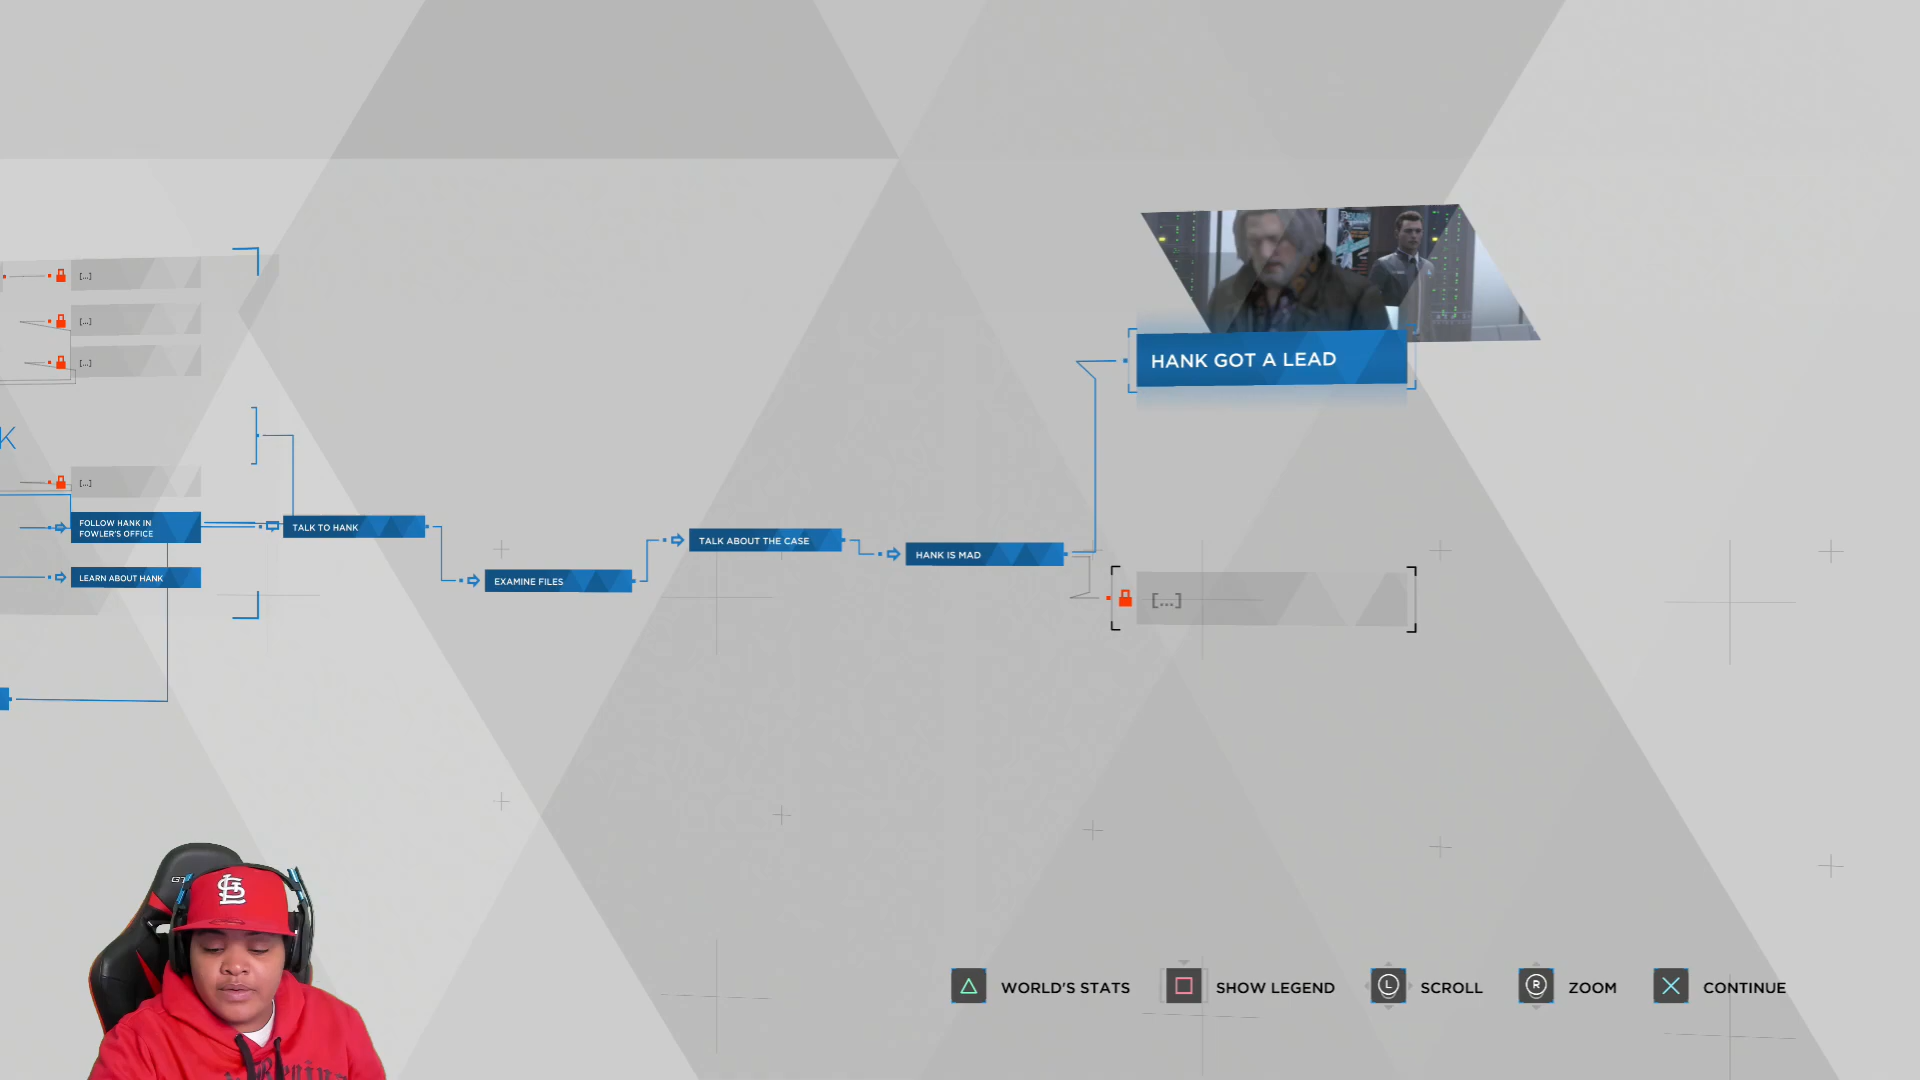 [...]
[...]
[...]
HANK GOT A LEAD
K
[...]
FOLLOW HANK IN
FOWLER'S OFFICE
TALK TO HANK
TALK ABOUT THE CASE
HANK IS MAD
LEARN ABOUT HANK
EXAMINE FILES
[...]
WORLD'S STATS
SHOW LEGEND
L
SCROLL
R
ZOOM
CONTINUE
STL